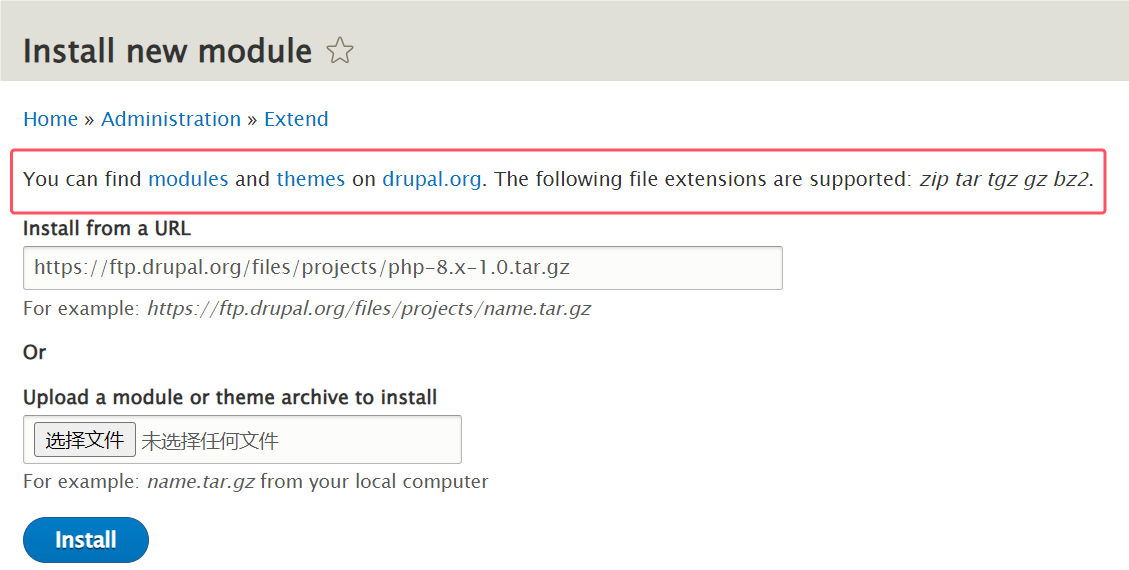 Install new module
Home » Administration » Extend
You can find modules and themes on drupal.org. The following file extensions are supported: zip tar tgz gz bz2.
Install from a URL
https://ftp.drupal.org/files/projects/php-8.x-1.0.tar.gz
For example: https://ftp.drupal.org/files/projects/name.tar.gz
Or
Upload a module or theme archive to install
选择文件 未选择任何文件
For example: name.tar.gz from your local computer
Install